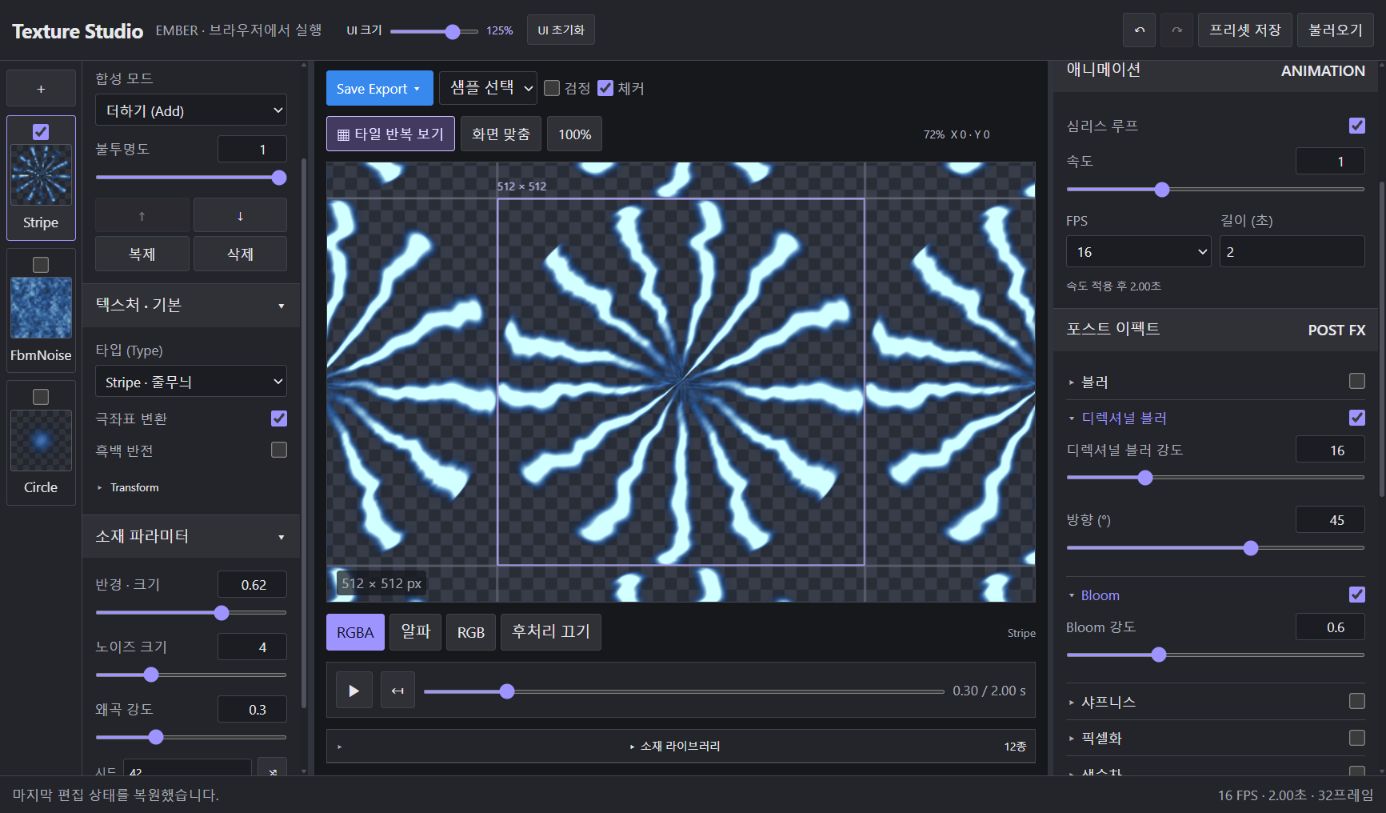 Texture Studio EMBER · 브라우저에서 실행 UI 크기 125% UI 초기화 ↶ ↷ 프리셋 저장 불러오기
+
Stripe
FbmNoise
Circle
합성 모드
더하기 (Add)
불투명도 1
↑ ↓
복제 삭제
텍스처 · 기본
타입 (Type)
Stripe · 줄무늬
극좌표 변환
흑백 반전
Transform
소재 파라미터
반경 · 크기 0.62
노이즈 크기 4
왜곡 강도 0.3
시드 42
Save Export 샘플 선택 검정 체커
▦ 타일 반복 보기 화면 맞춤 100% 72% X 0 · Y 0
512 × 512
512 × 512 px
RGBA 알파 RGB 후처리 끄기 Stripe
0.30 / 2.00 s
소재 라이브러리 12종
애니메이션 ANIMATION
심리스 루프
속도 1
FPS 길이 (초)
16 2
속도 적용 후 2.00초
포스트 이펙트 POST FX
블러
디렉셔널 블러
디렉셔널 블러 강도 16
방향 (°) 45
Bloom
Bloom 강도 0.6
샤프니스
픽셀화
색수차
마지막 편집 상태를 복원했습니다. 16 FPS · 2.00초 · 32프레임